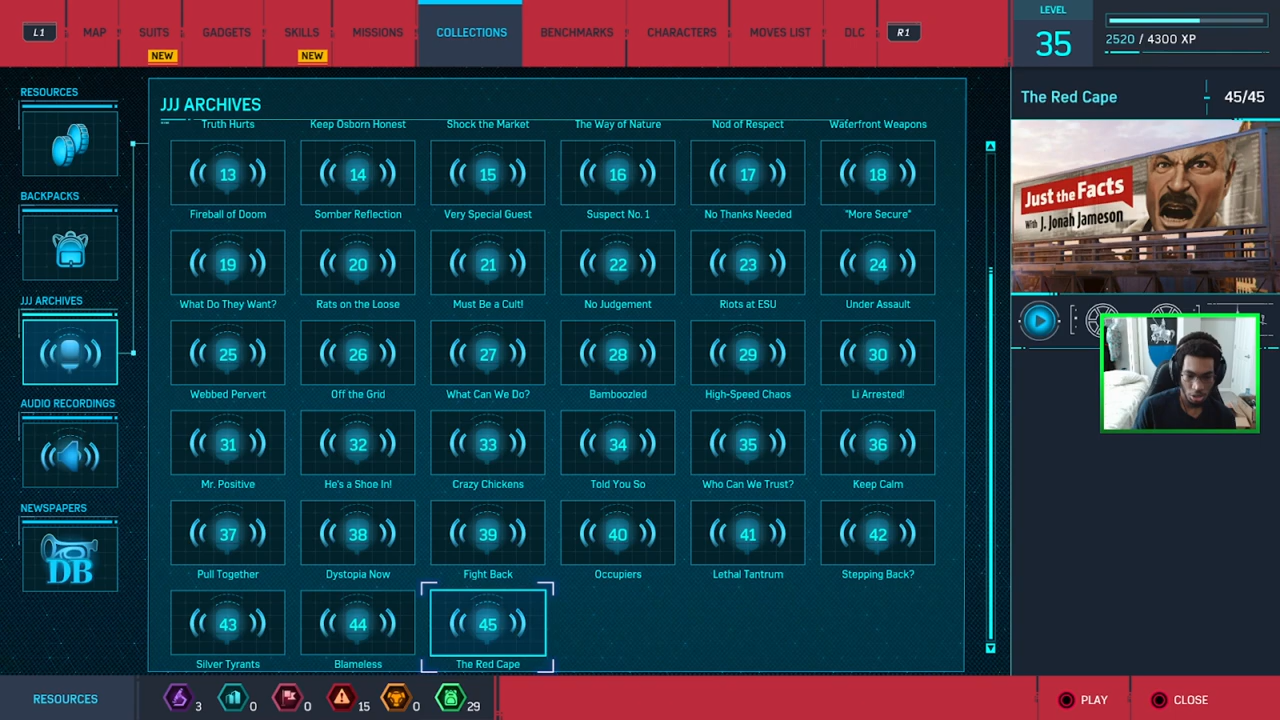 L1 MAP SUITS GADGETS SKILLS MISSIONS COLLECTIONS BENCHMARKS CHARACTERS MOVES LIST DLC R1
NEW NEW
LEVEL
35
2520 / 4300 XP
RESOURCES
BACKPACKS
JJJ ARCHIVES
AUDIO RECORDINGS
NEWSPAPERS
DB
JJJ ARCHIVES
Truth Hurts Keep Osborn Honest Shock the Market The Way of Nature Nod of Respect Waterfront Weapons
13 14 15 16 17 18
Fireball of Doom Somber Reflection Very Special Guest Suspect No. 1 No Thanks Needed "More Secure"
19 20 21 22 23 24
What Do They Want? Rats on the Loose Must Be a Cult! No Judgement Riots at ESU Under Assault
25 26 27 28 29 30
Webbed Pervert Off the Grid What Can We Do? Bamboozled High-Speed Chaos Li Arrested!
31 32 33 34 35 36
Mr. Positive He's a Shoe In! Crazy Chickens Told You So Who Can We Trust? Keep Calm
37 38 39 40 41 42
Pull Together Dystopia Now Fight Back Occupiers Lethal Tantrum Stepping Back?
43 44 45
Silver Tyrants Blameless The Red Cape
The Red Cape 45/45
Just the Facts
With J. Jonah Jameson
RESOURCES 3 0 0 15 0 29
PLAY CLOSE